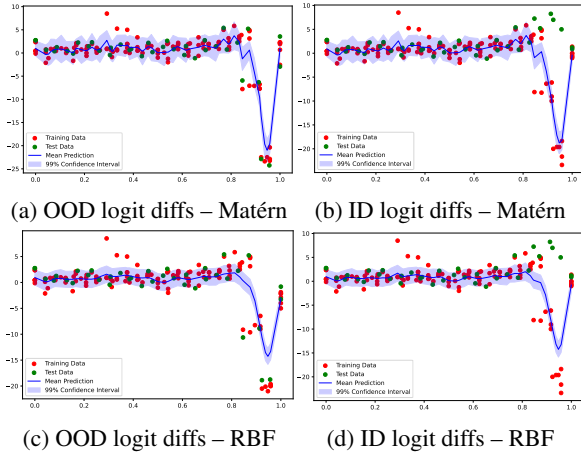 10
5
0
−5
−10
−15
−20
−25
0.0 0.2 0.4 0.6 0.8 1.0
Training Data
Test Data
Mean Prediction
99% Confidence Interval
(a) OOD logit diffs – Matérn
10
5
0
−5
−10
−15
−20
0.0 0.2 0.4 0.6 0.8 1.0
Training Data
Test Data
Mean Prediction
99% Confidence Interval
(b) ID logit diffs – Matérn
10
5
0
−5
−10
−15
−20
0.0 0.2 0.4 0.6 0.8 1.0
Training Data
Test Data
Mean Prediction
99% Confidence Interval
(c) OOD logit diffs – RBF
10
5
0
−5
−10
−15
−20
0.0 0.2 0.4 0.6 0.8 1.0
Training Data
Test Data
Mean Prediction
99% Confidence Interval
(d) ID logit diffs – RBF